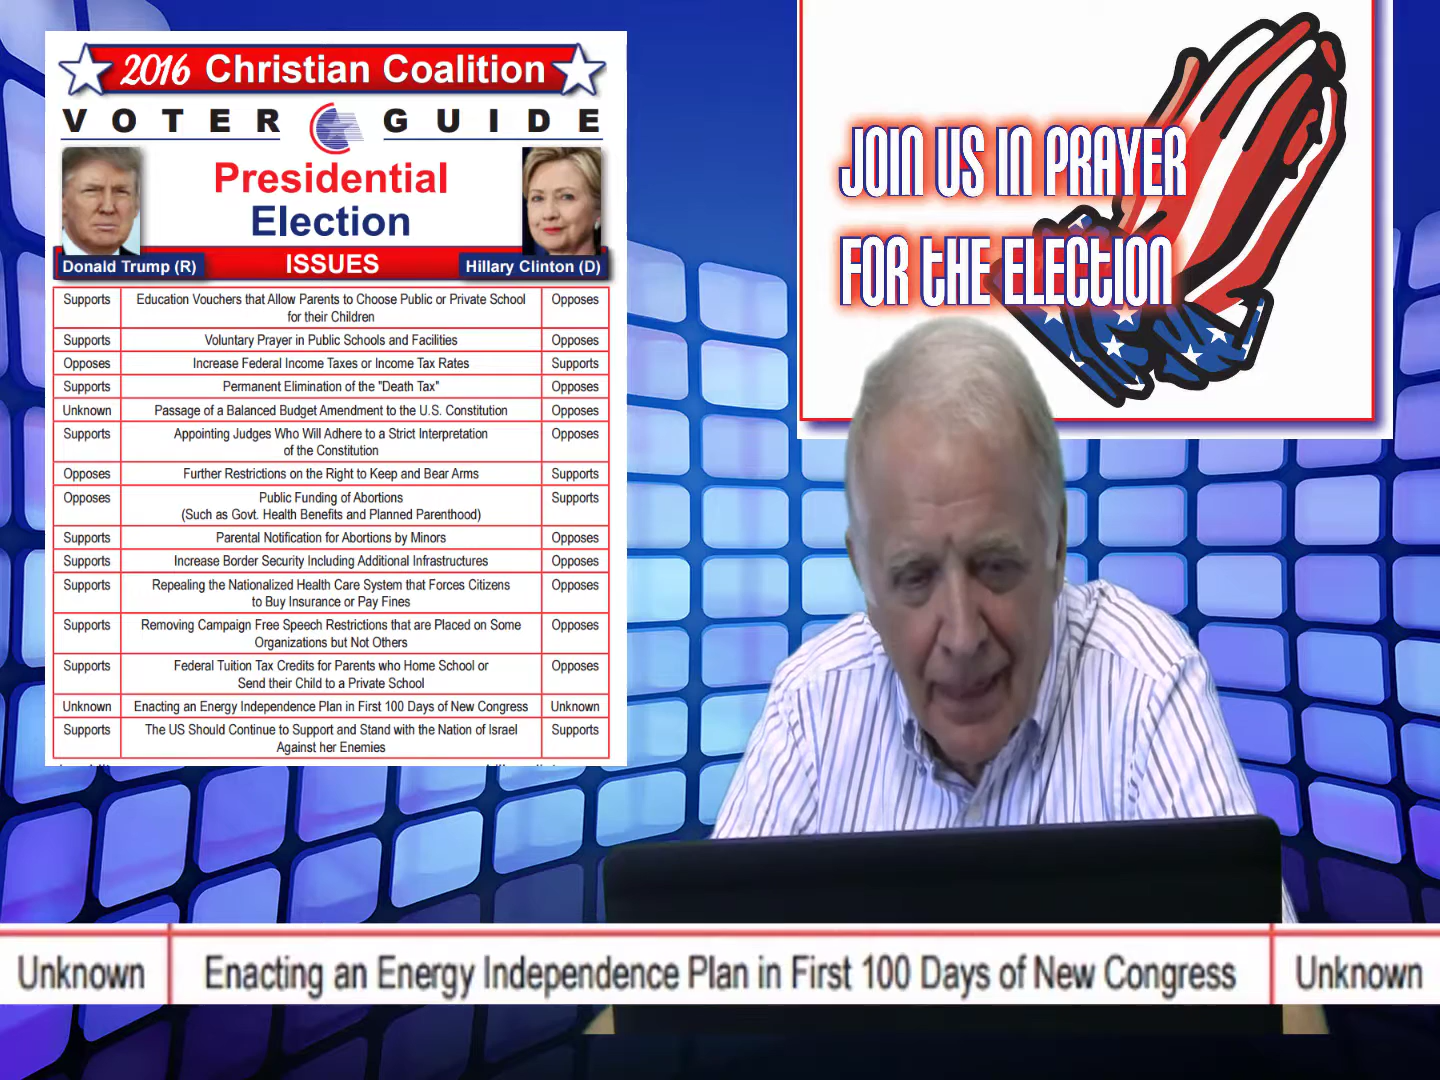 2016 Christian Coalition
VOTER GUIDE
Presidential
Election
Donald Trump (R) ISSUES Hillary Clinton (D)
Supports Education Vouchers that Allow Parents to Choose Public or Private School Opposes
for their Children
Supports Voluntary Prayer in Public Schools and Facilities Opposes
Opposes Increase Federal Income Taxes or Income Tax Rates Supports
Supports Permanent Elimination of the "Death Tax" Opposes
Unknown Passage of a Balanced Budget Amendment to the U.S. Constitution Opposes
Supports Appointing Judges Who Will Adhere to a Strict Interpretation Opposes
of the Constitution
Opposes Further Restrictions on the Right to Keep and Bear Arms Supports
Opposes Public Funding of Abortions Supports
(Such as Govt. Health Benefits and Planned Parenthood)
Supports Parental Notification for Abortions by Minors Opposes
Supports Increase Border Security Including Additional Infrastructures Opposes
Supports Repealing the Nationalized Health Care System that Forces Citizens Opposes
to Buy Insurance or Pay Fines
Supports Removing Campaign Free Speech Restrictions that are Placed on Some Opposes
Organizations but Not Others
Supports Federal Tuition Tax Credits for Parents who Home School or Opposes
Send their Child to a Private School
Unknown Enacting an Energy Independence Plan in First 100 Days of New Congress Unknown
Supports The US Should Continue to Support and Stand with the Nation of Israel Supports
Against her Enemies
JOIN US IN PRAYER
FOR THE ELECTION
Unknown Enacting an Energy Independence Plan in First 100 Days of New Congress Unknown